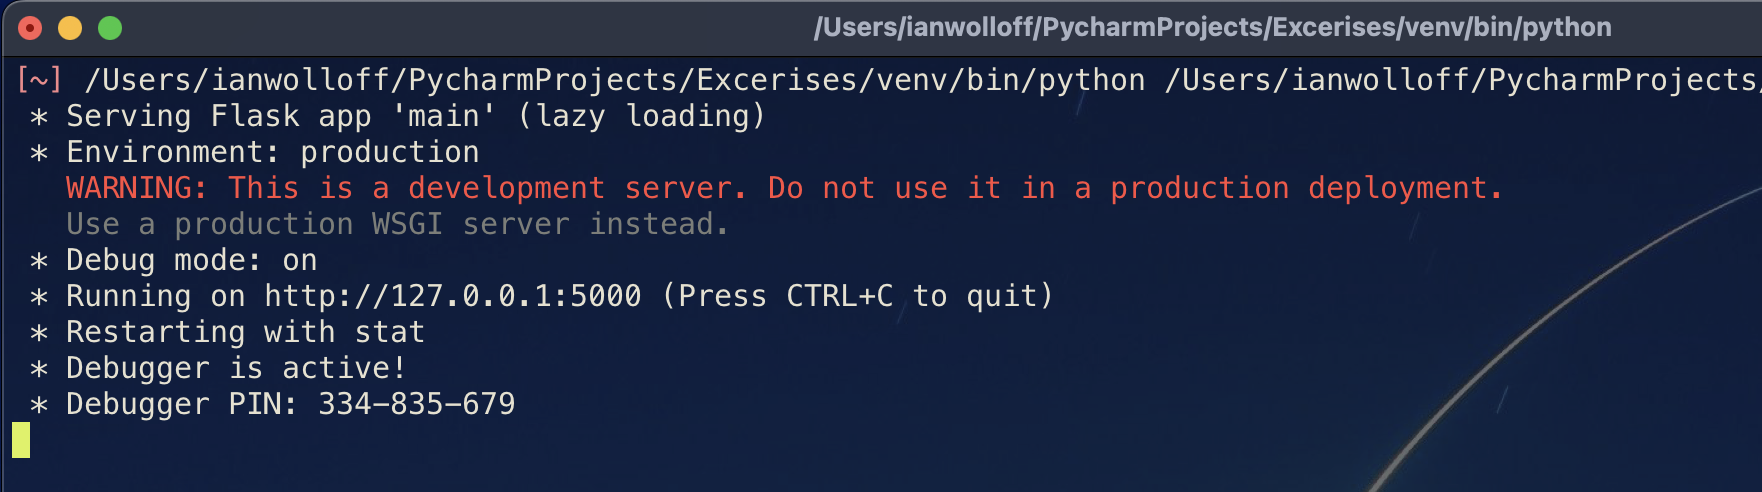 /Users/ianwolloff/PycharmProjects/Excerises/venv/bin/python
[~] /Users/ianwolloff/PycharmProjects/Excerises/venv/bin/python /Users/ianwolloff/PycharmProjects/
* Serving Flask app 'main' (lazy loading)
* Environment: production
WARNING: This is a development server. Do not use it in a production deployment.
Use a production WSGI server instead.
* Debug mode: on
* Running on http://127.0.0.1:5000 (Press CTRL+C to quit)
* Restarting with stat
* Debugger is active!
* Debugger PIN: 334-835-679